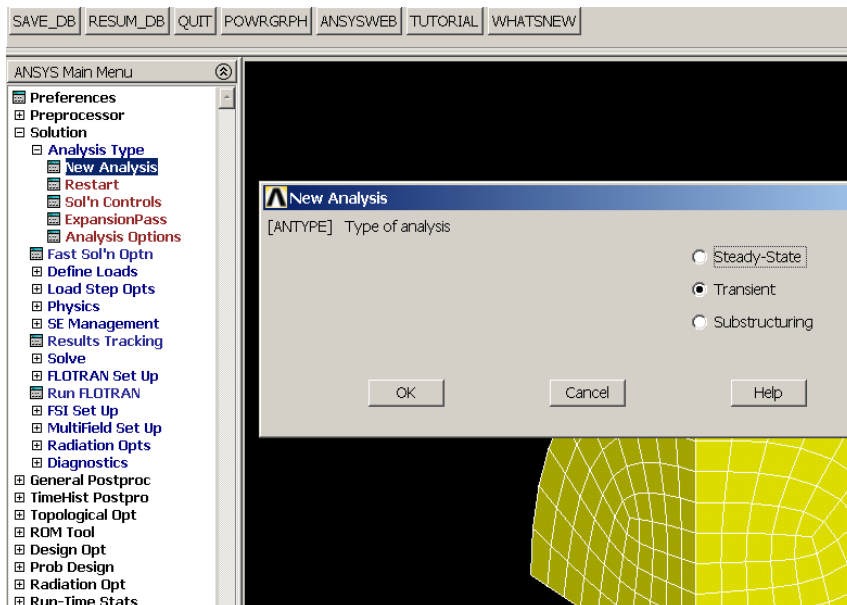 SAVE_DB RESUM_DB QUIT POWRGRPH ANSYSWEB TUTORIAL WHATSNEW
ANSYS Main Menu
Preferences
Preprocessor
Solution
Analysis Type
New Analysis
Restart
Sol'n Controls
ExpansionPass
Analysis Options
Fast Sol'n Optn
Define Loads
Load Step Opts
Physics
SE Management
Results Tracking
Solve
FLOTRAN Set Up
Run FLOTRAN
FSI Set Up
MultiField Set Up
Radiation Opts
Diagnostics
General Postproc
TimeHist Postpro
Topological Opt
ROM Tool
Design Opt
Prob Design
Radiation Opt
Run-Time Stats
New Analysis
[ANTYPE] Type of analysis
Steady-State
Transient
Substructuring
OK Cancel Help